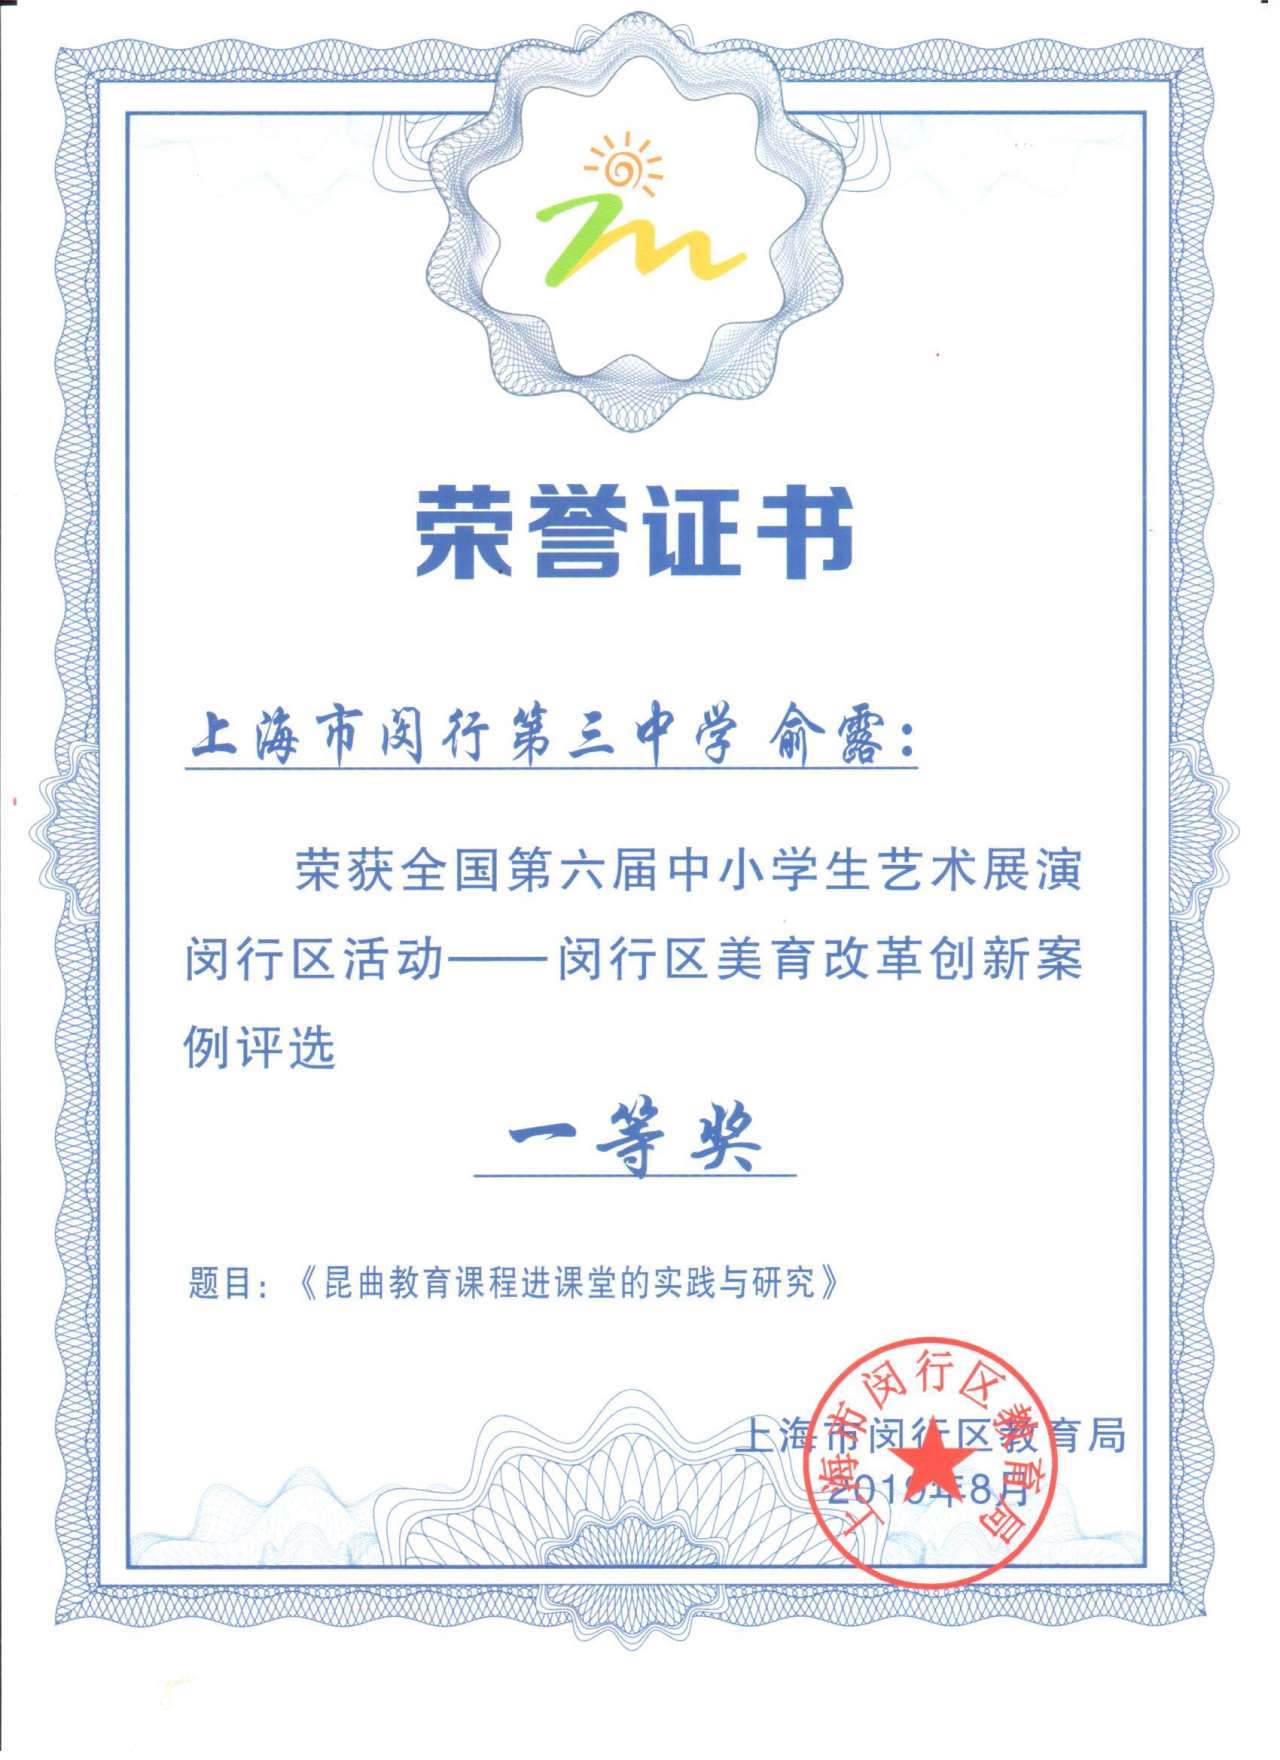 荣誉证书
上海市闵行第三中学 俞露：
荣获全国第六届中小学生艺术展演
闵行区活动——闵行区美育改革创新案
例评选
一等奖
题目：《昆曲教育课程进课堂的实践与研究》
上海市闵行区教育局
2019年8月
上海市闵行区教育局